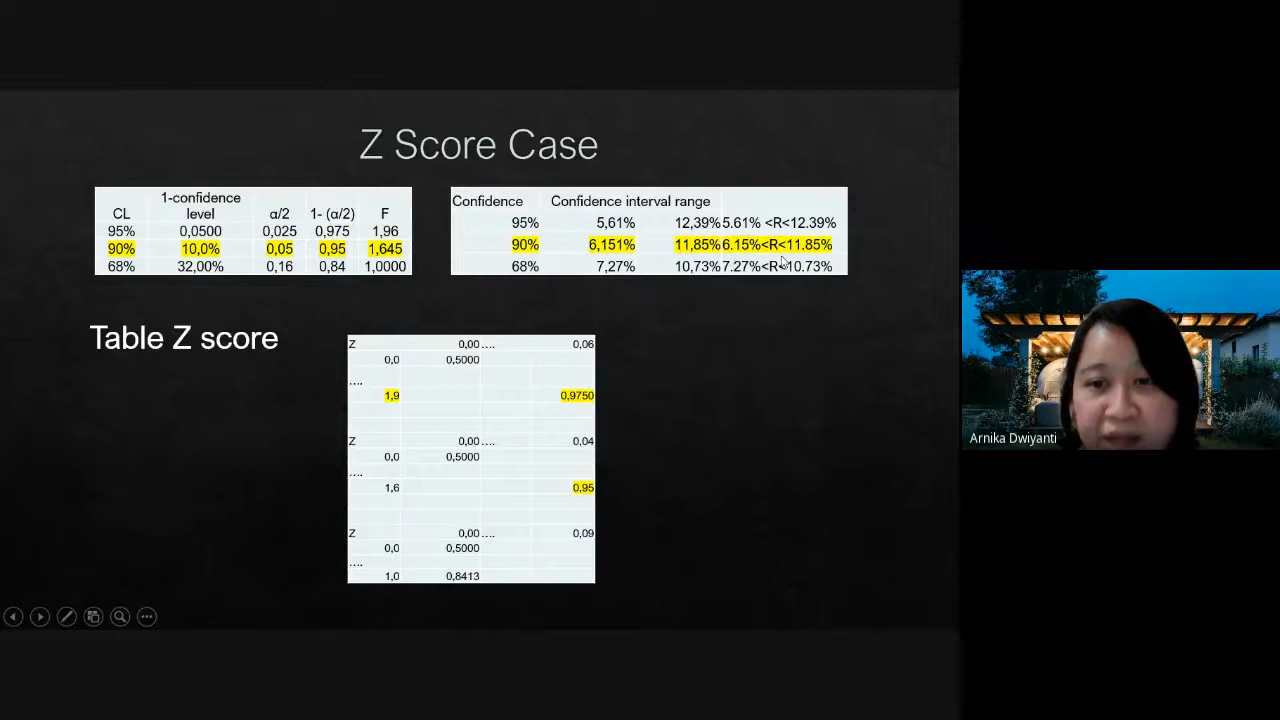 Z Score Case
CL 1-confidence level α/2 1- (α/2) F
95% 0,0500 0,025 0,975 1,96
90% 10,0% 0,05 0,95 1,645
68% 32,00% 0,16 0,84 1,0000
Confidence Confidence interval range
95% 5,61% 12,39% 5.61% <R<12.39%
90% 6,151% 11,85% 6.15%<R<11.85%
68% 7,27% 10,73% 7.27%<R<10.73%
Table Z score
Z 0,00 .... 0,06
0,0 0,5000
....
1,9 0,9750
Z 0,00 .... 0,04
0,0 0,5000
....
1,6 0,95
Z 0,00 .... 0,09
0,0 0,5000
....
1,0 0,8413
Arnika Dwiyanti